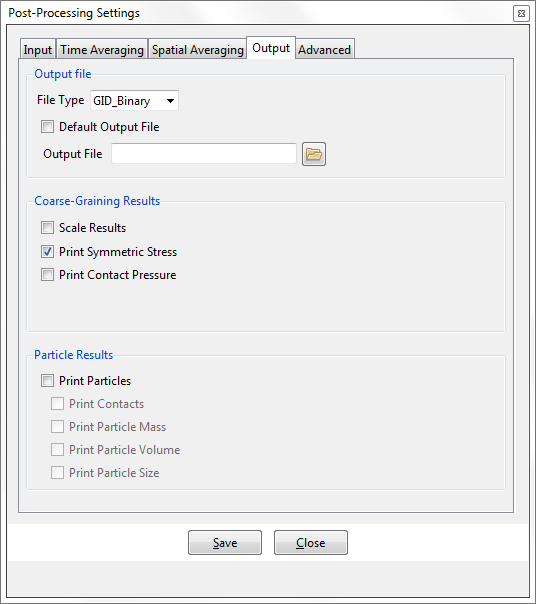 Post-Processing Settings
Input Time Averaging Spatial Averaging Output Advanced
Output file
File Type GID_Binary
Default Output File
Output File
Coarse-Graining Results
Scale Results
Print Symmetric Stress
Print Contact Pressure
Particle Results
Print Particles
Print Contacts
Print Particle Mass
Print Particle Volume
Print Particle Size
Save Close